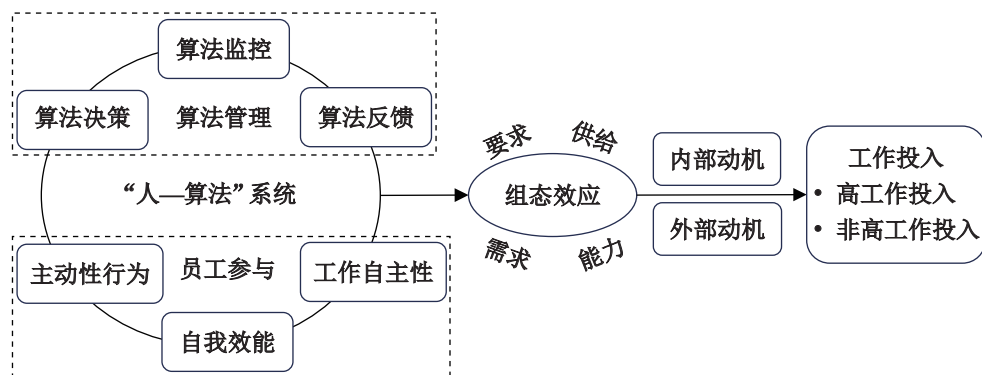 算法监控
算法决策
算法管理
算法反馈
“人—算法”系统
主动性行为
员工参与
工作自主性
自我效能
要求
供给
组态效应
需求
能力
内部动机
外部动机
工作投入
• 高工作投入
• 非高工作投入